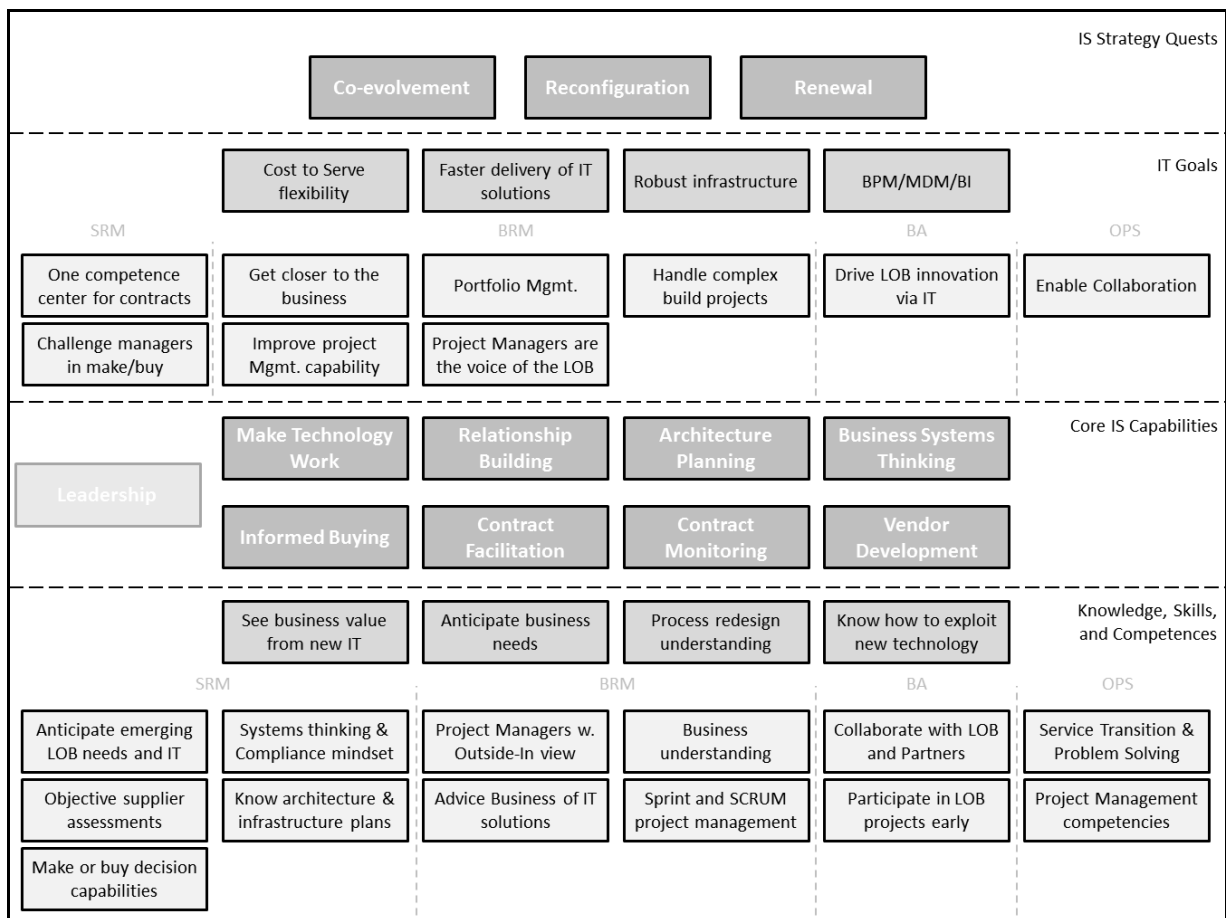 IS Strategy Quests
Co-evolvement
Reconfiguration
Renewal
IT Goals
Cost to Serve
flexibility
Faster delivery of IT
solutions
Robust infrastructure
BPM/MDM/BI
SRM
BRM
BA
OPS
One competence
center for contracts
Get closer to the
business
Portfolio Mgmt.
Handle complex
build projects
Drive LOB innovation
via IT
Enable Collaboration
Challenge managers
in make/buy
Improve project
Mgmt. capability
Project Managers are
the voice of the LOB
Core IS Capabilities
Leadership
Make Technology
Work
Relationship
Building
Architecture
Planning
Business Systems
Thinking
Informed Buying
Contract
Facilitation
Contract
Monitoring
Vendor
Development
Knowledge, Skills,
and Competences
See business value
from new IT
Anticipate business
needs
Process redesign
understanding
Know how to exploit
new technology
SRM
BRM
BA
OPS
Anticipate emerging
LOB needs and IT
Systems thinking &
Compliance mindset
Project Managers w.
Outside-In view
Business
understanding
Collaborate with LOB
and Partners
Service Transition &
Problem Solving
Objective supplier
assessments
Know architecture &
infrastructure plans
Advice Business of IT
solutions
Sprint and SCRUM
project management
Participate in LOB
projects early
Project Management
competencies
Make or buy decision
capabilities